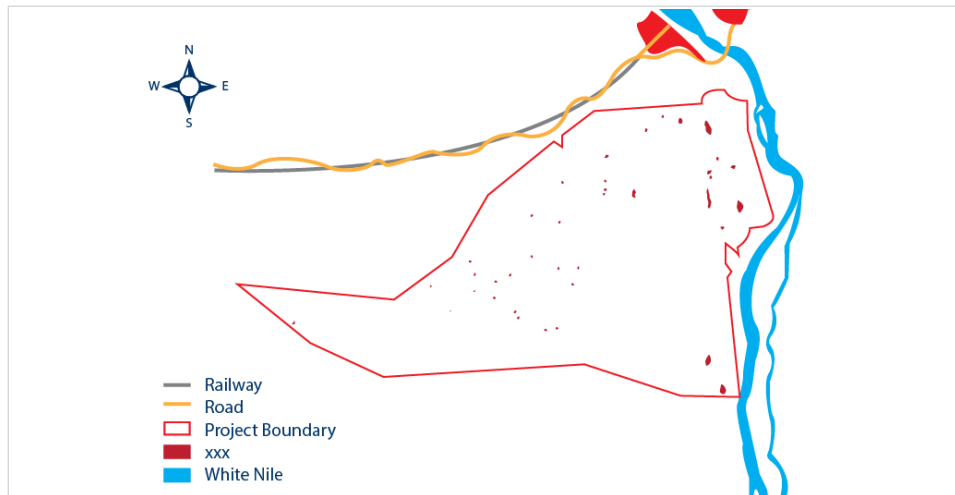 N
W E
S
Railway
Road
Project Boundary
xxx
White Nile